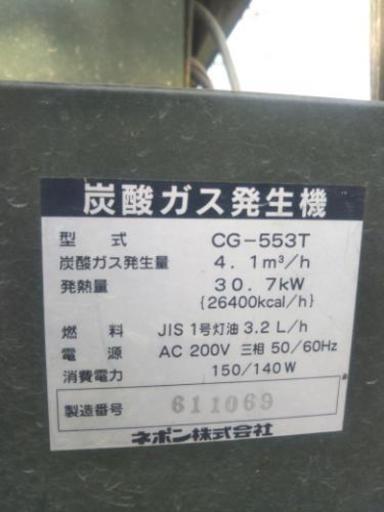 炭酸ガス発生機
型式 CG-553T
炭酸ガス発生量 4.1m³/h
発熱量 30.7kW
{26400kcal/h}
燃料 JIS 1号灯油 3.2 L/h
電源 AC 200V 三相 50/60Hz
消費電力 150/140W
製造番号 611069
ネポン株式会社